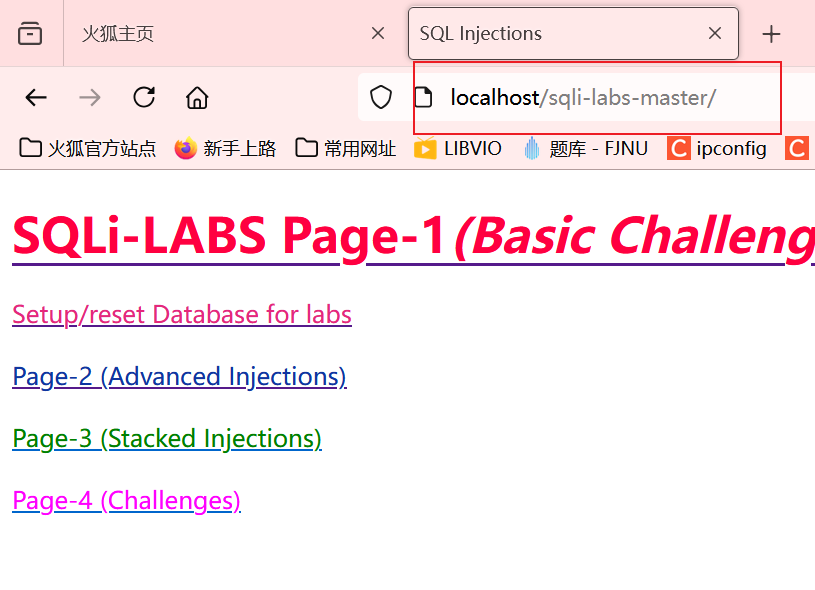 火狐主页
SQL Injections
localhost/sqli-labs-master/
火狐官方站点 新手上路 常用网址 LIBVIO 题库 - FJNU C ipconfig C
SQLi-LABS Page-1(Basic Challeng
Setup/reset Database for labs
Page-2 (Advanced Injections)
Page-3 (Stacked Injections)
Page-4 (Challenges)